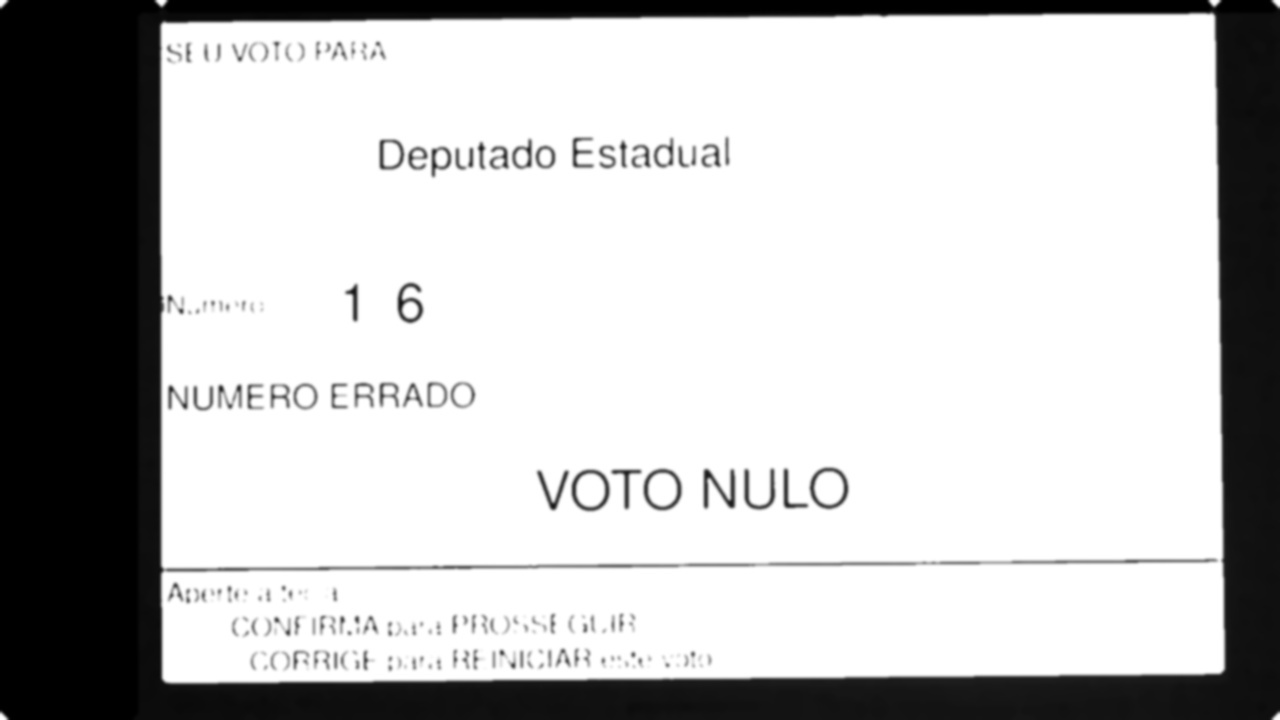 SEU VOTO PARA
Deputado Estadual
Número 1 6
NUMERO ERRADO
VOTO NULO
Aperte a tecla
CONFIRMA para PROSSEGUIR
CORRIGE para REINICIAR este voto